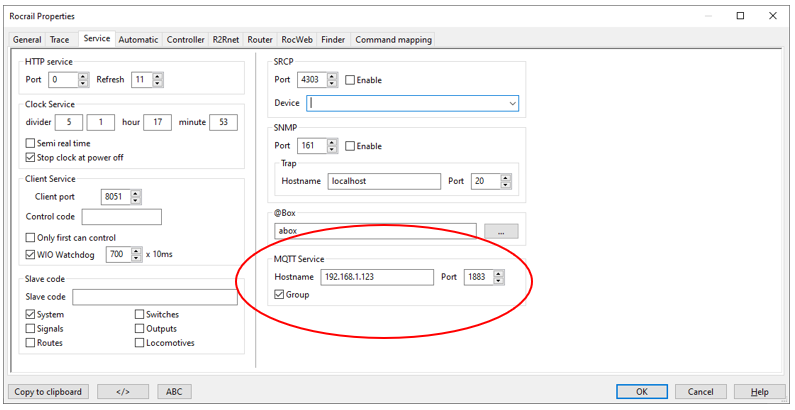 Rocrail Properties
General Trace Service Automatic Controller R2Rnet Router RocWeb Finder Command mapping
HTTP service
Port 0 Refresh 11
Clock Service
divider 5 1 hour 17 minute 53
Semi real time
Stop clock at power off
Client Service
Client port 8051
Control code
Only first can control
WIO Watchdog 700 x 10ms
Slave code
Slave code
System Switches
Signals Outputs
Routes Locomotives
SRCP
Port 4303 Enable
Device
SNMP
Port 161 Enable
Trap
Hostname localhost Port 20
@Box
abox ...
MQTT Service
Hostname 192.168.1.123 Port 1883
Group
Copy to clipboard </> ABC OK Cancel Help